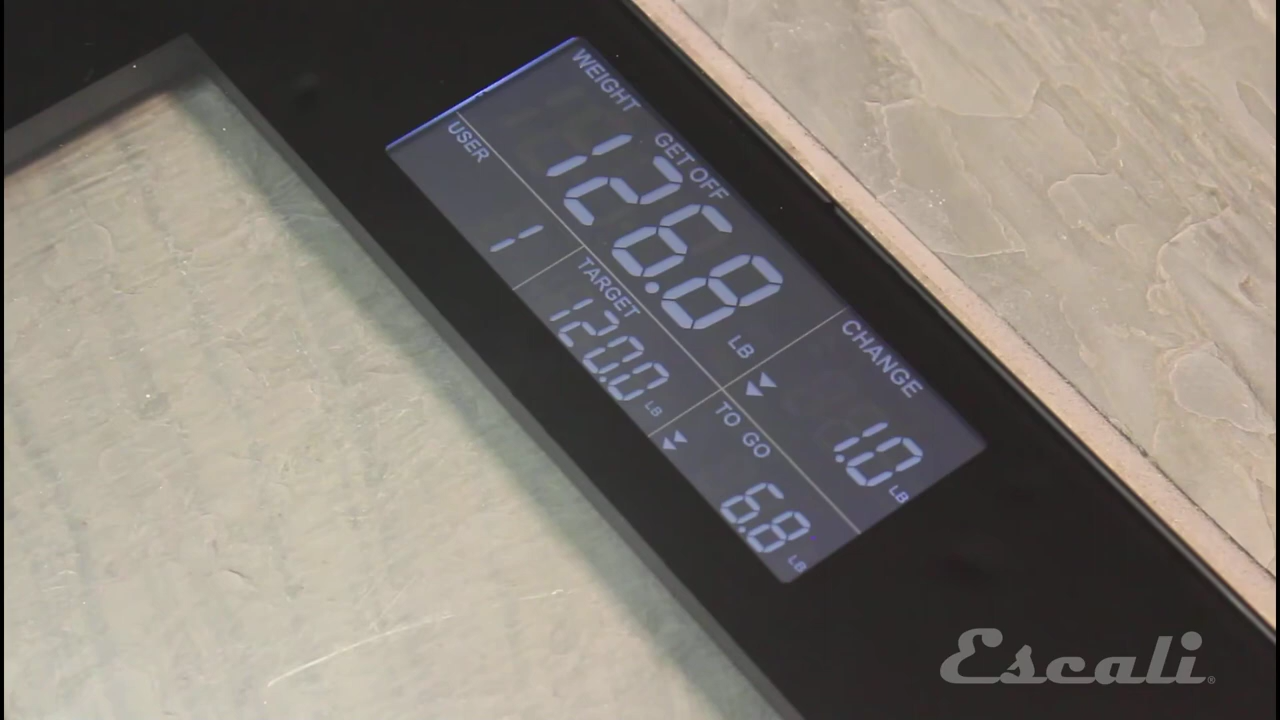 WEIGHT
GET OFF
126.8 LB
CHANGE
1.0 LB
USER
1
TARGET
120.0 LB
TO GO
6.8 LB
Escali®